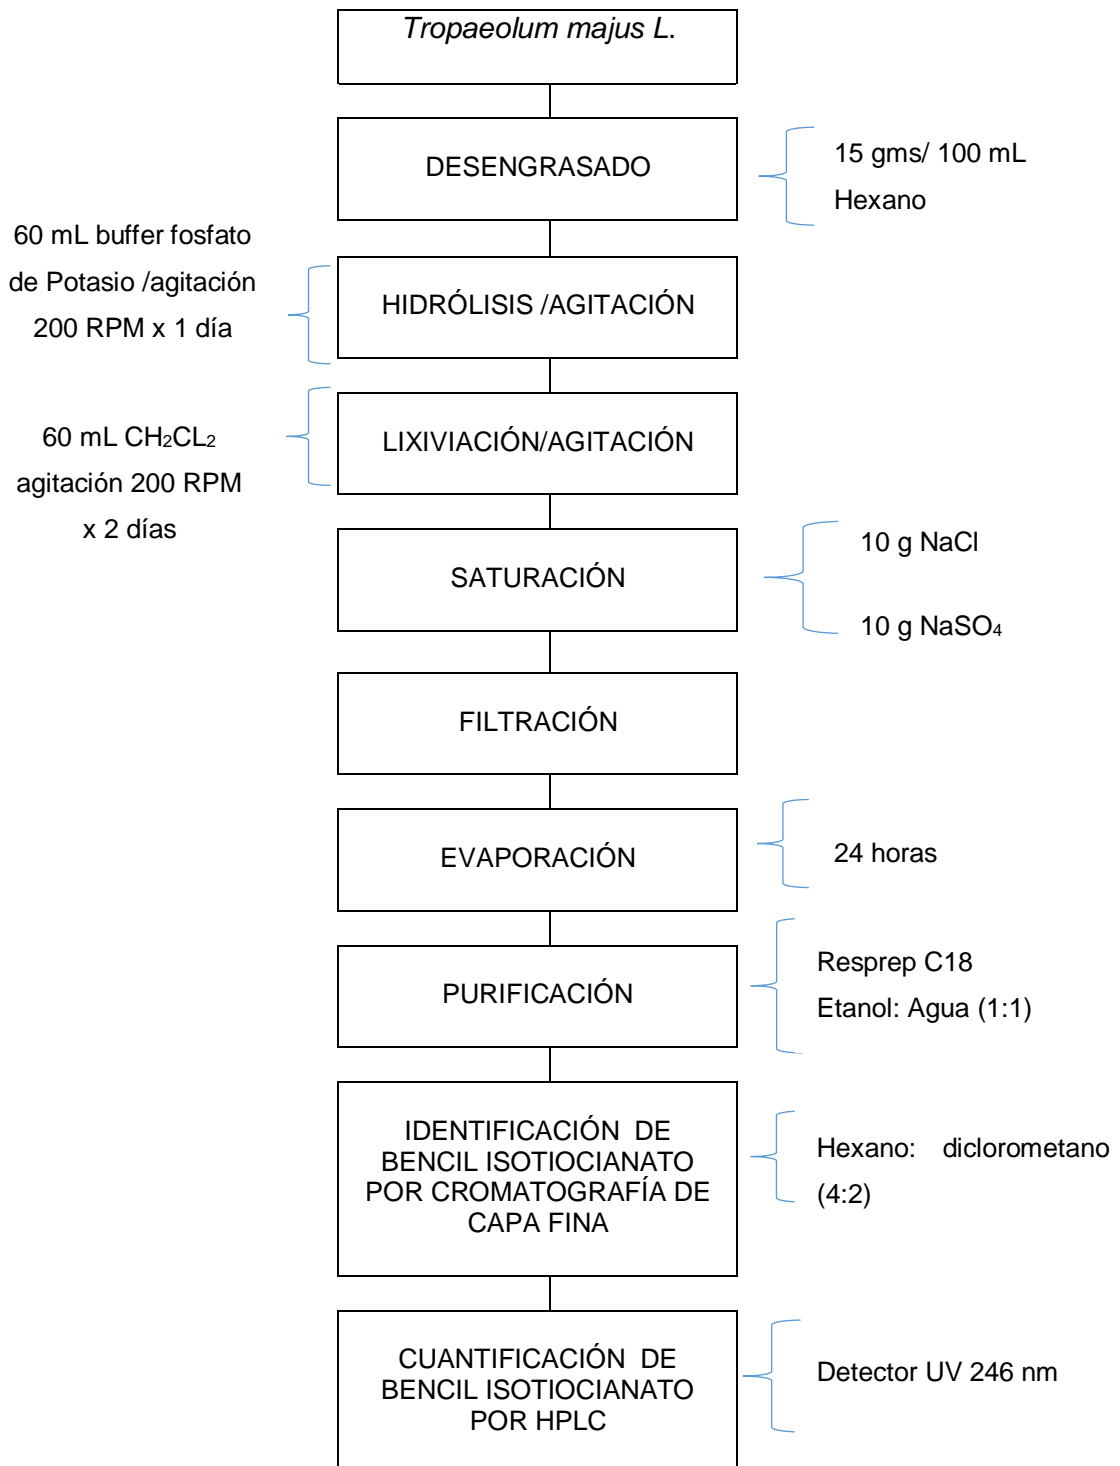 Tropaeolum majus L.
DESENGRASADO
15 gms/ 100 mL
Hexano
60 mL buffer fosfato
de Potasio /agitación
200 RPM x 1 día
HIDRÓLISIS /AGITACIÓN
60 mL CH₂CL₂
agitación 200 RPM
x 2 días
LIXIVIACIÓN/AGITACIÓN
SATURACIÓN
10 g NaCl
10 g NaSO₄
FILTRACIÓN
EVAPORACIÓN
24 horas
PURIFICACIÓN
Resprep C18
Etanol: Agua (1:1)
IDENTIFICACIÓN DE
BENCIL ISOTIOCIANATO
POR CROMATOGRAFÍA DE
CAPA FINA
Hexano: diclorometano
(4:2)
CUANTIFICACIÓN DE
BENCIL ISOTIOCIANATO
POR HPLC
Detector UV 246 nm